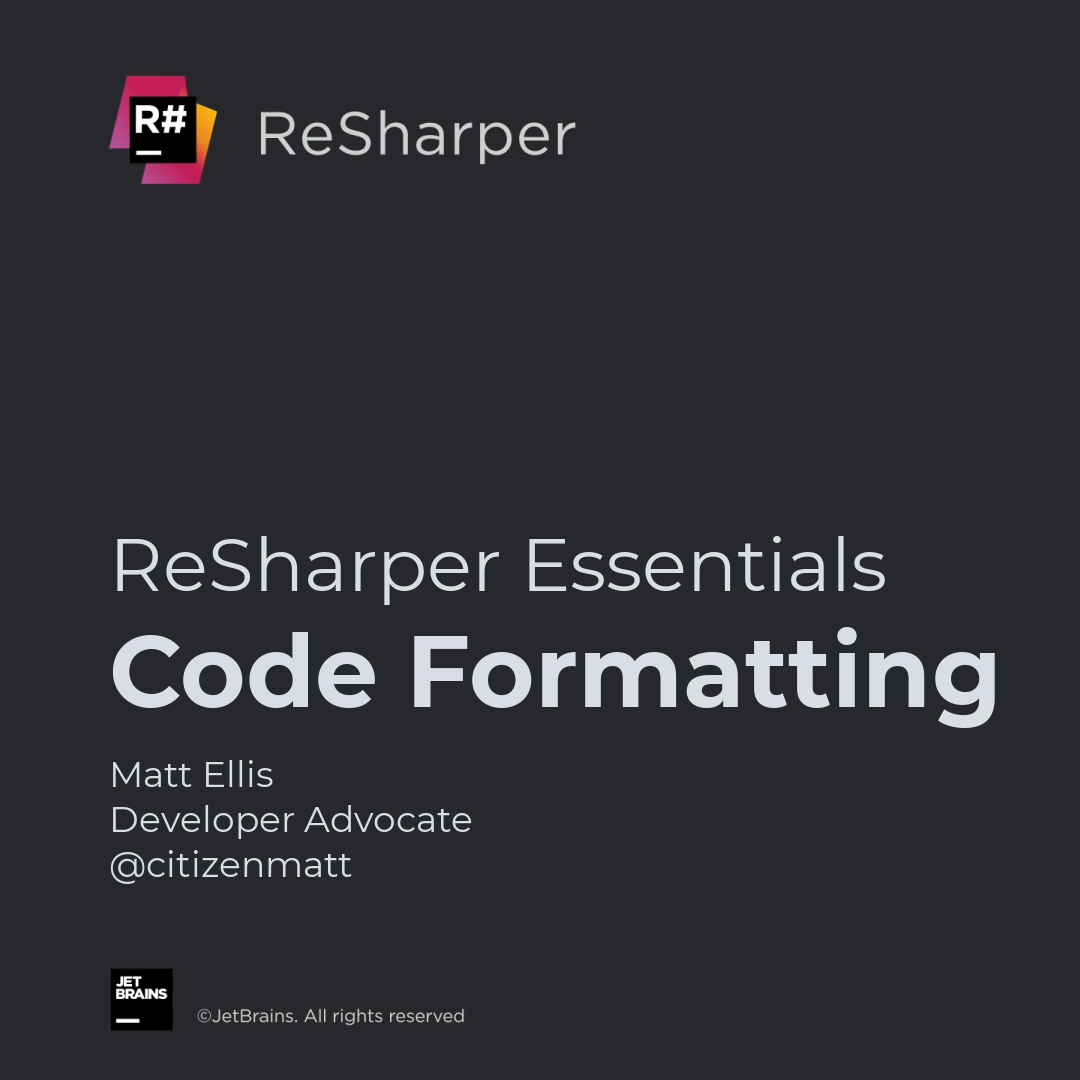 R#
ReSharper
ReSharper Essentials
Code Formatting
Matt Ellis
Developer Advocate
@citizenmatt
JET
BRAINS
©JetBrains. All rights reserved